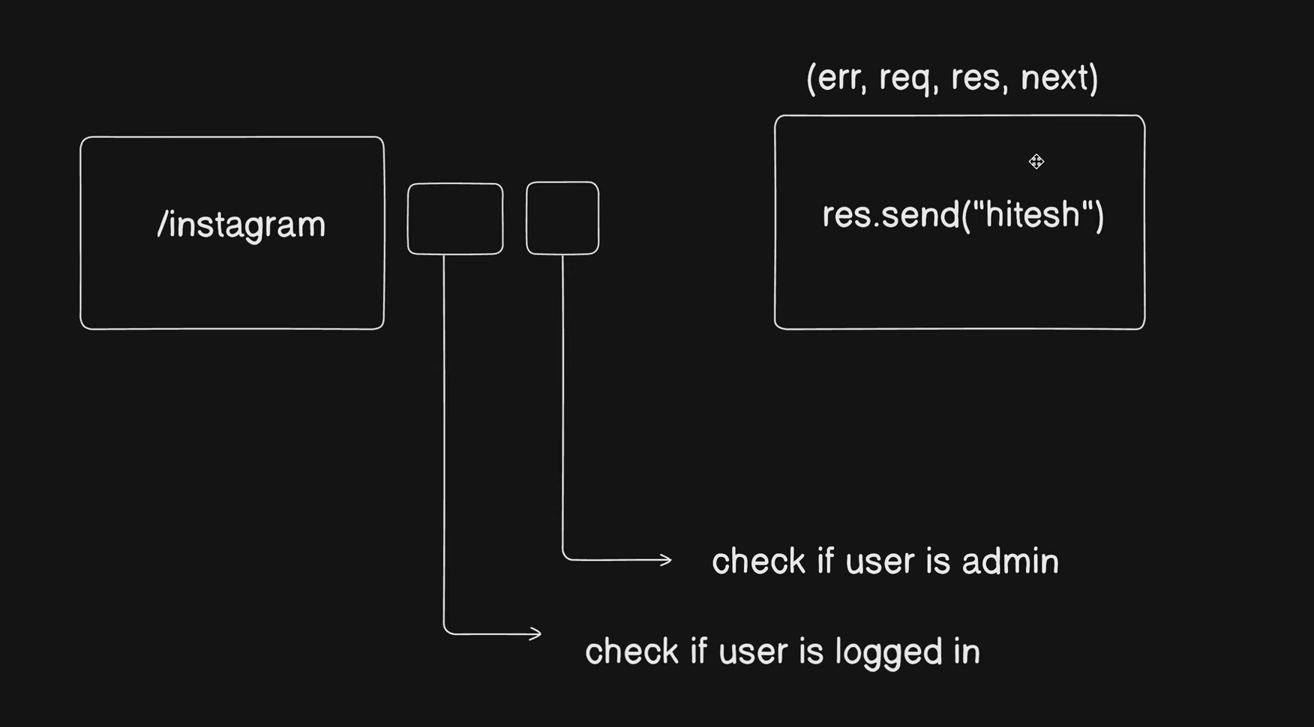 (err, req, res, next)
/instagram
res.send("hitesh")
check if user is admin
check if user is logged in